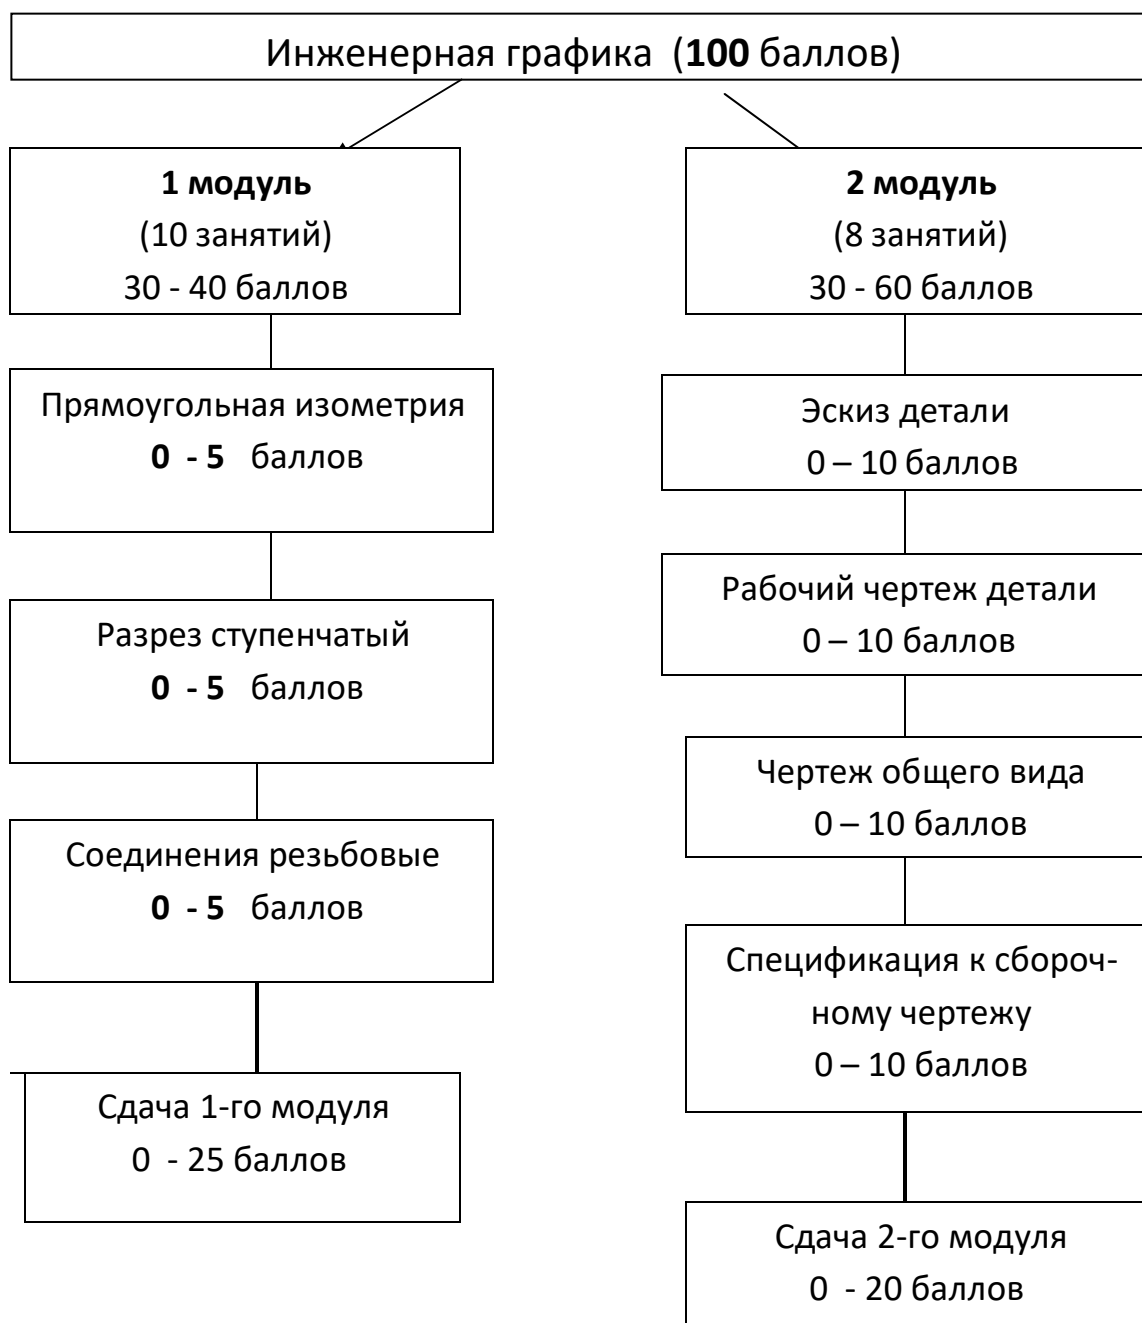 Инженерная графика (100 баллов)
1 модуль
(10 занятий)
30 - 40 баллов
Прямоугольная изометрия
0 - 5 баллов
Разрез ступенчатый
0 - 5 баллов
Соединения резьбовые
0 - 5 баллов
Сдача 1-го модуля
0 - 25 баллов
2 модуль
(8 занятий)
30 - 60 баллов
Эскиз детали
0 – 10 баллов
Рабочий чертеж детали
0 – 10 баллов
Чертеж общего вида
0 – 10 баллов
Спецификация к сбороч-
ному чертежу
0 – 10 баллов
Сдача 2-го модуля
0 - 20 баллов